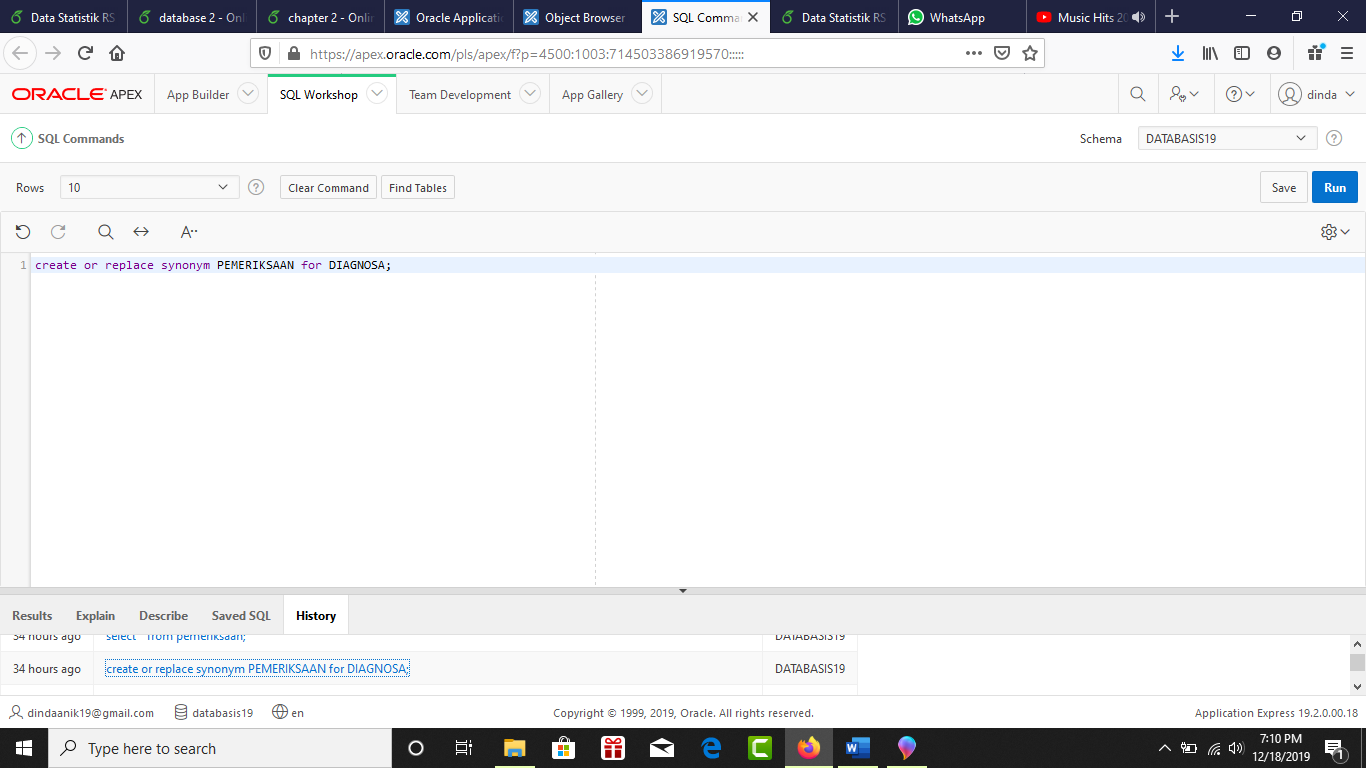 Data Statistik RS
database 2 - Onl
chapter 2 - Onlin
Oracle Applicati
Object Browser
SQL Comma
Data Statistik RS
WhatsApp
Music Hits 20
https://apex.oracle.com/pls/apex/f?p=4500:1003:714503386919570:::::
ORACLE APEX App Builder SQL Workshop Team Development App Gallery dinda
SQL Commands Schema DATABASIS19
Rows 10 Clear Command Find Tables Save Run
A··
1 create or replace synonym PEMERIKSAAN for DIAGNOSA;
Results Explain Describe Saved SQL History
34 hours ago select * from pemeriksaan; DATABASIS19
34 hours ago create or replace synonym PEMERIKSAAN for DIAGNOSA; DATABASIS19
dindaanik19@gmail.com databasis19 en Copyright © 1999, 2019, Oracle. All rights reserved. Application Express 19.2.0.00.18
Type here to search
7:10 PM
12/18/2019
1